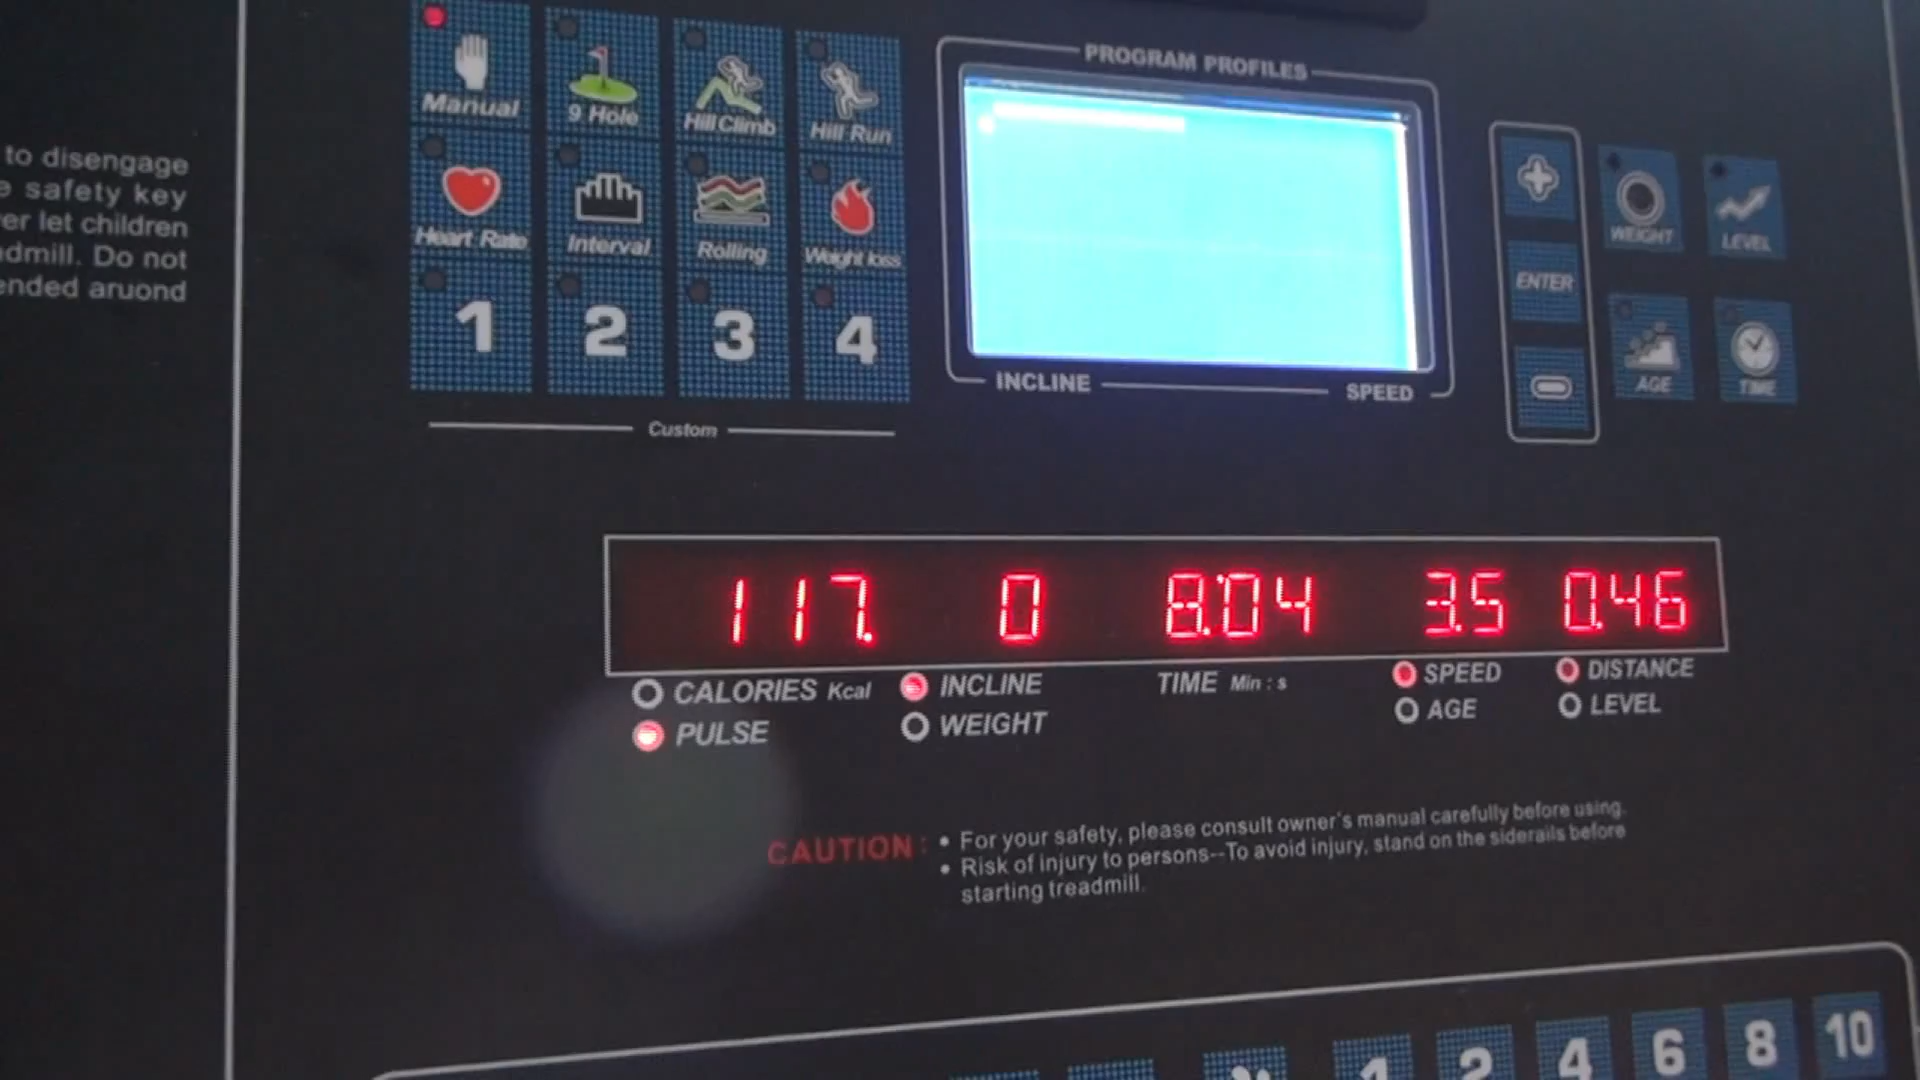 to disengage
safety key
er let children
admill. Do not
ended aruond
Manual
9 Hole
Hill Climb
Hill Run
Heart Rate
Interval
Rolling
Weight loss
1
2
3
4
Custom
PROGRAM PROFILES
INCLINE
SPEED
ENTER
WEIGHT
LEVEL
AGE
TIME
117.
0
8:04
3.5
0.46
CALORIES Kcal
PULSE
INCLINE
WEIGHT
TIME Min : s
SPEED
AGE
DISTANCE
LEVEL
CAUTION :
• For your safety, please consult owner's manual carefully before using.
• Risk of injury to persons--To avoid injury, stand on the siderails before
starting treadmill.
1
2
4
6
8
10